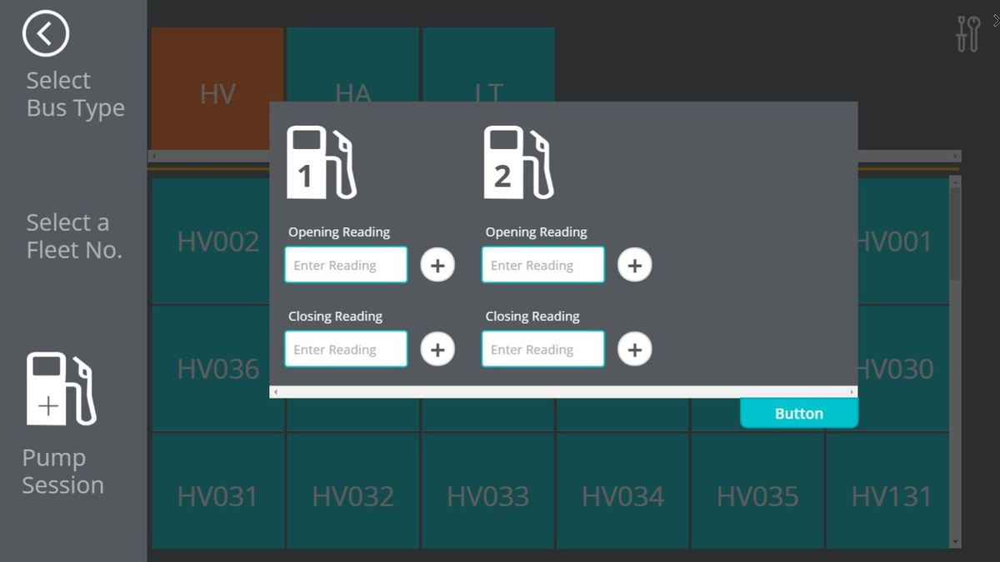 Select
Bus Type
HV
HA
LT
1
2
Select a
Fleet No.
HV002
HV001
Opening Reading
Opening Reading
Enter Reading
Enter Reading
Closing Reading
Closing Reading
Enter Reading
Enter Reading
HV036
HV030
Button
Pump
Session
HV031
HV032
HV033
HV034
HV035
HV131